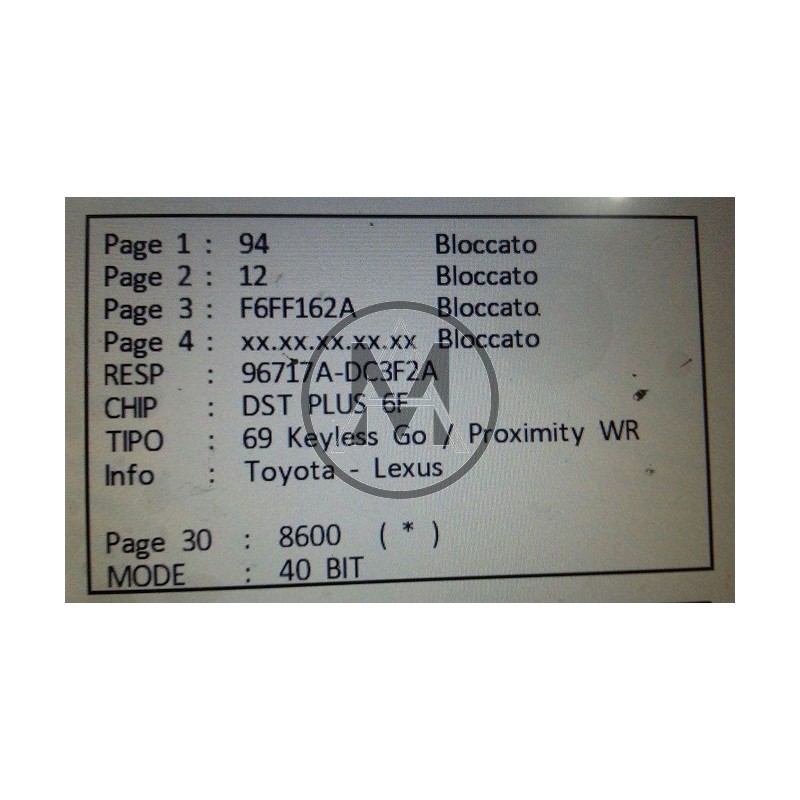 Page 1 : 94 Bloccato
Page 2 : 12 Bloccato
Page 3 : F6FF162A Bloccato
Page 4 : xx.xx.xx.xx.xx Bloccato
RESP : 96717A-DC3F2A
CHIP : DST PLUS 6F
TIPO : 69 Keyless Go / Proximity WR
Info : Toyota - Lexus
Page 30 : 8600 ( * )
MODE : 40 BIT